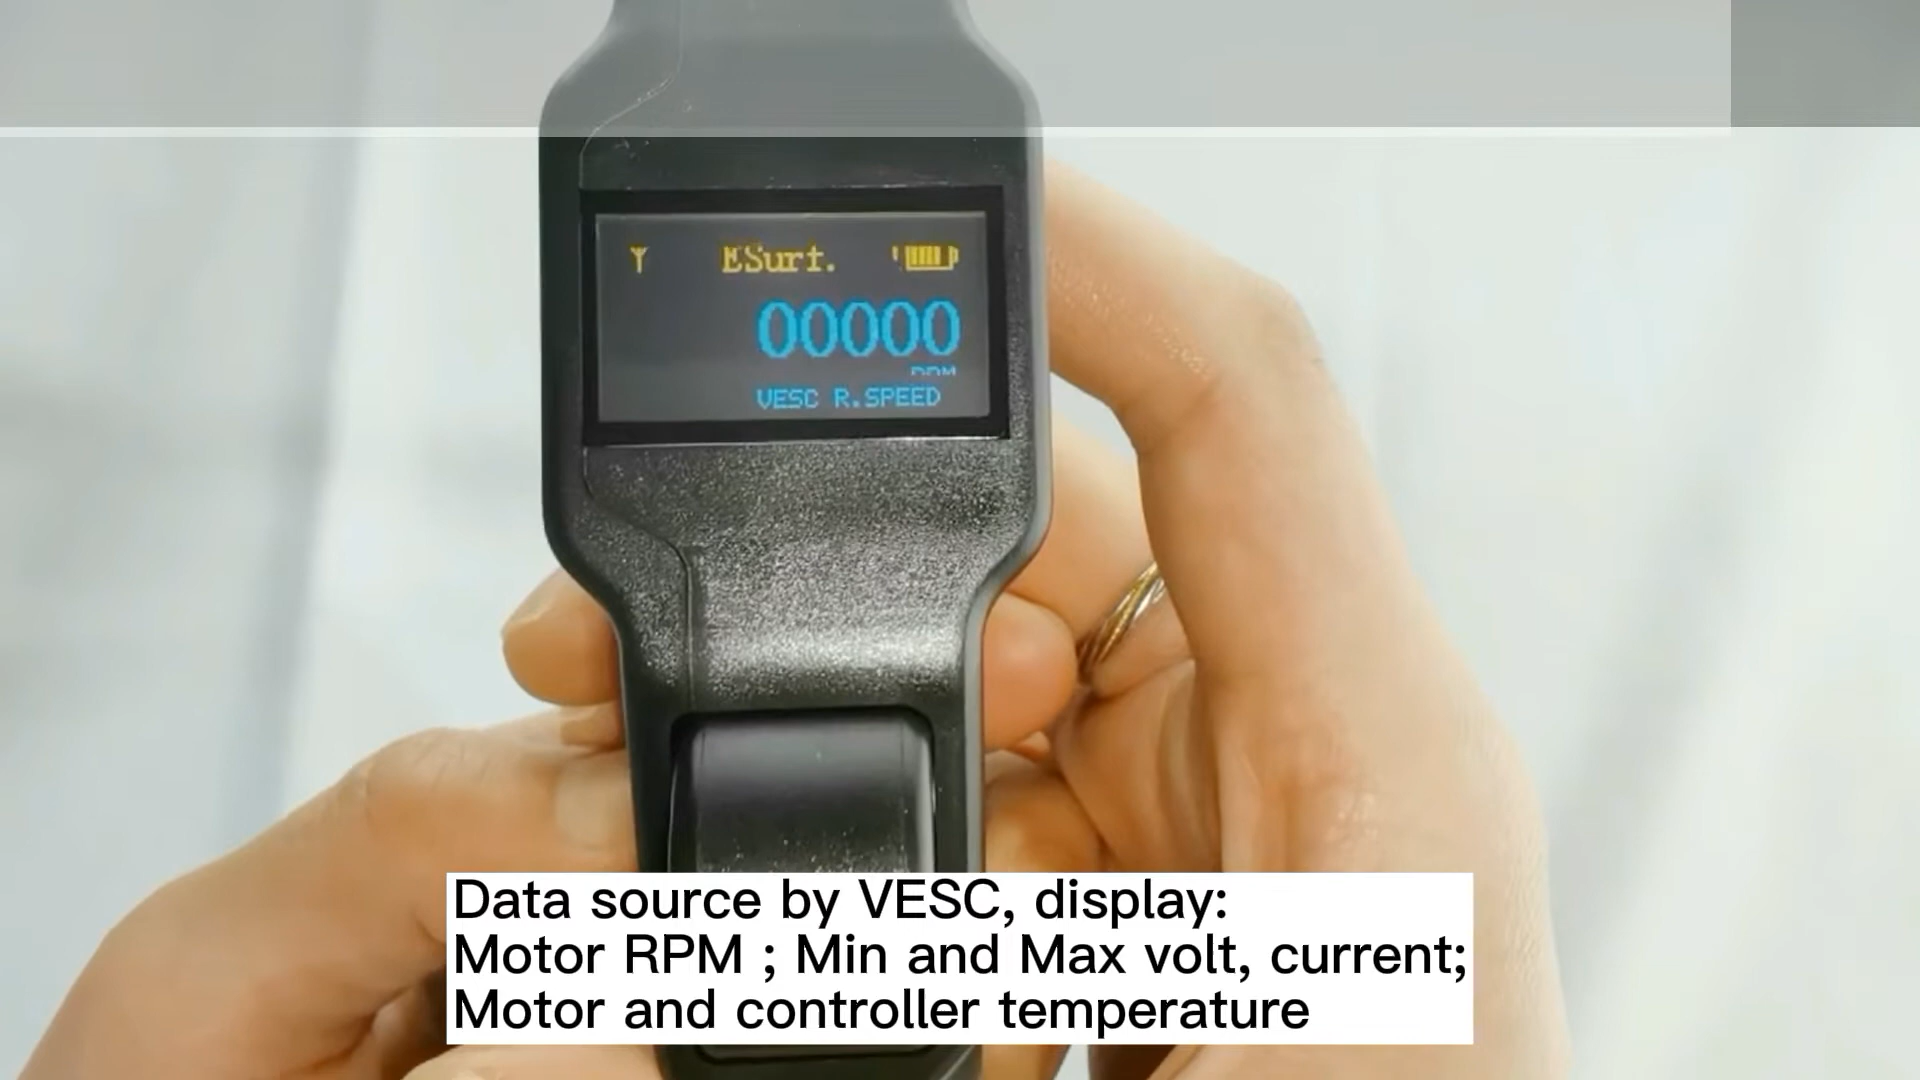 ESurf.
00000
RPM
VESC R.SPEED
Data source by VESC, display:
Motor RPM ; Min and Max volt, current;
Motor and controller temperature